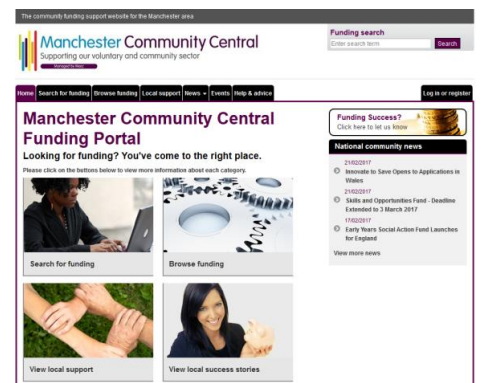 The community funding support website for the Manchester area
Manchester Community Central
Supporting our voluntary and community sector
Managed by Macc
Funding search
Enter search term
Search
Home
Search for funding
Browse funding
Local support
News
Events
Help & advice
Log in or register
Manchester Community Central
Funding Portal
Looking for funding? You've come to the right place.
Please click on the buttons below to view more information about each category.
Search for funding
Browse funding
View local support
View local success stories
Funding Success?
Click here to let us know
National community news
21/02/2017
Innovate to Save Opens to Applications in
Wales
21/02/2017
Skills and Opportunities Fund - Deadline
Extended to 3 March 2017
17/02/2017
Early Years Social Action Fund Launches
for England
View more news